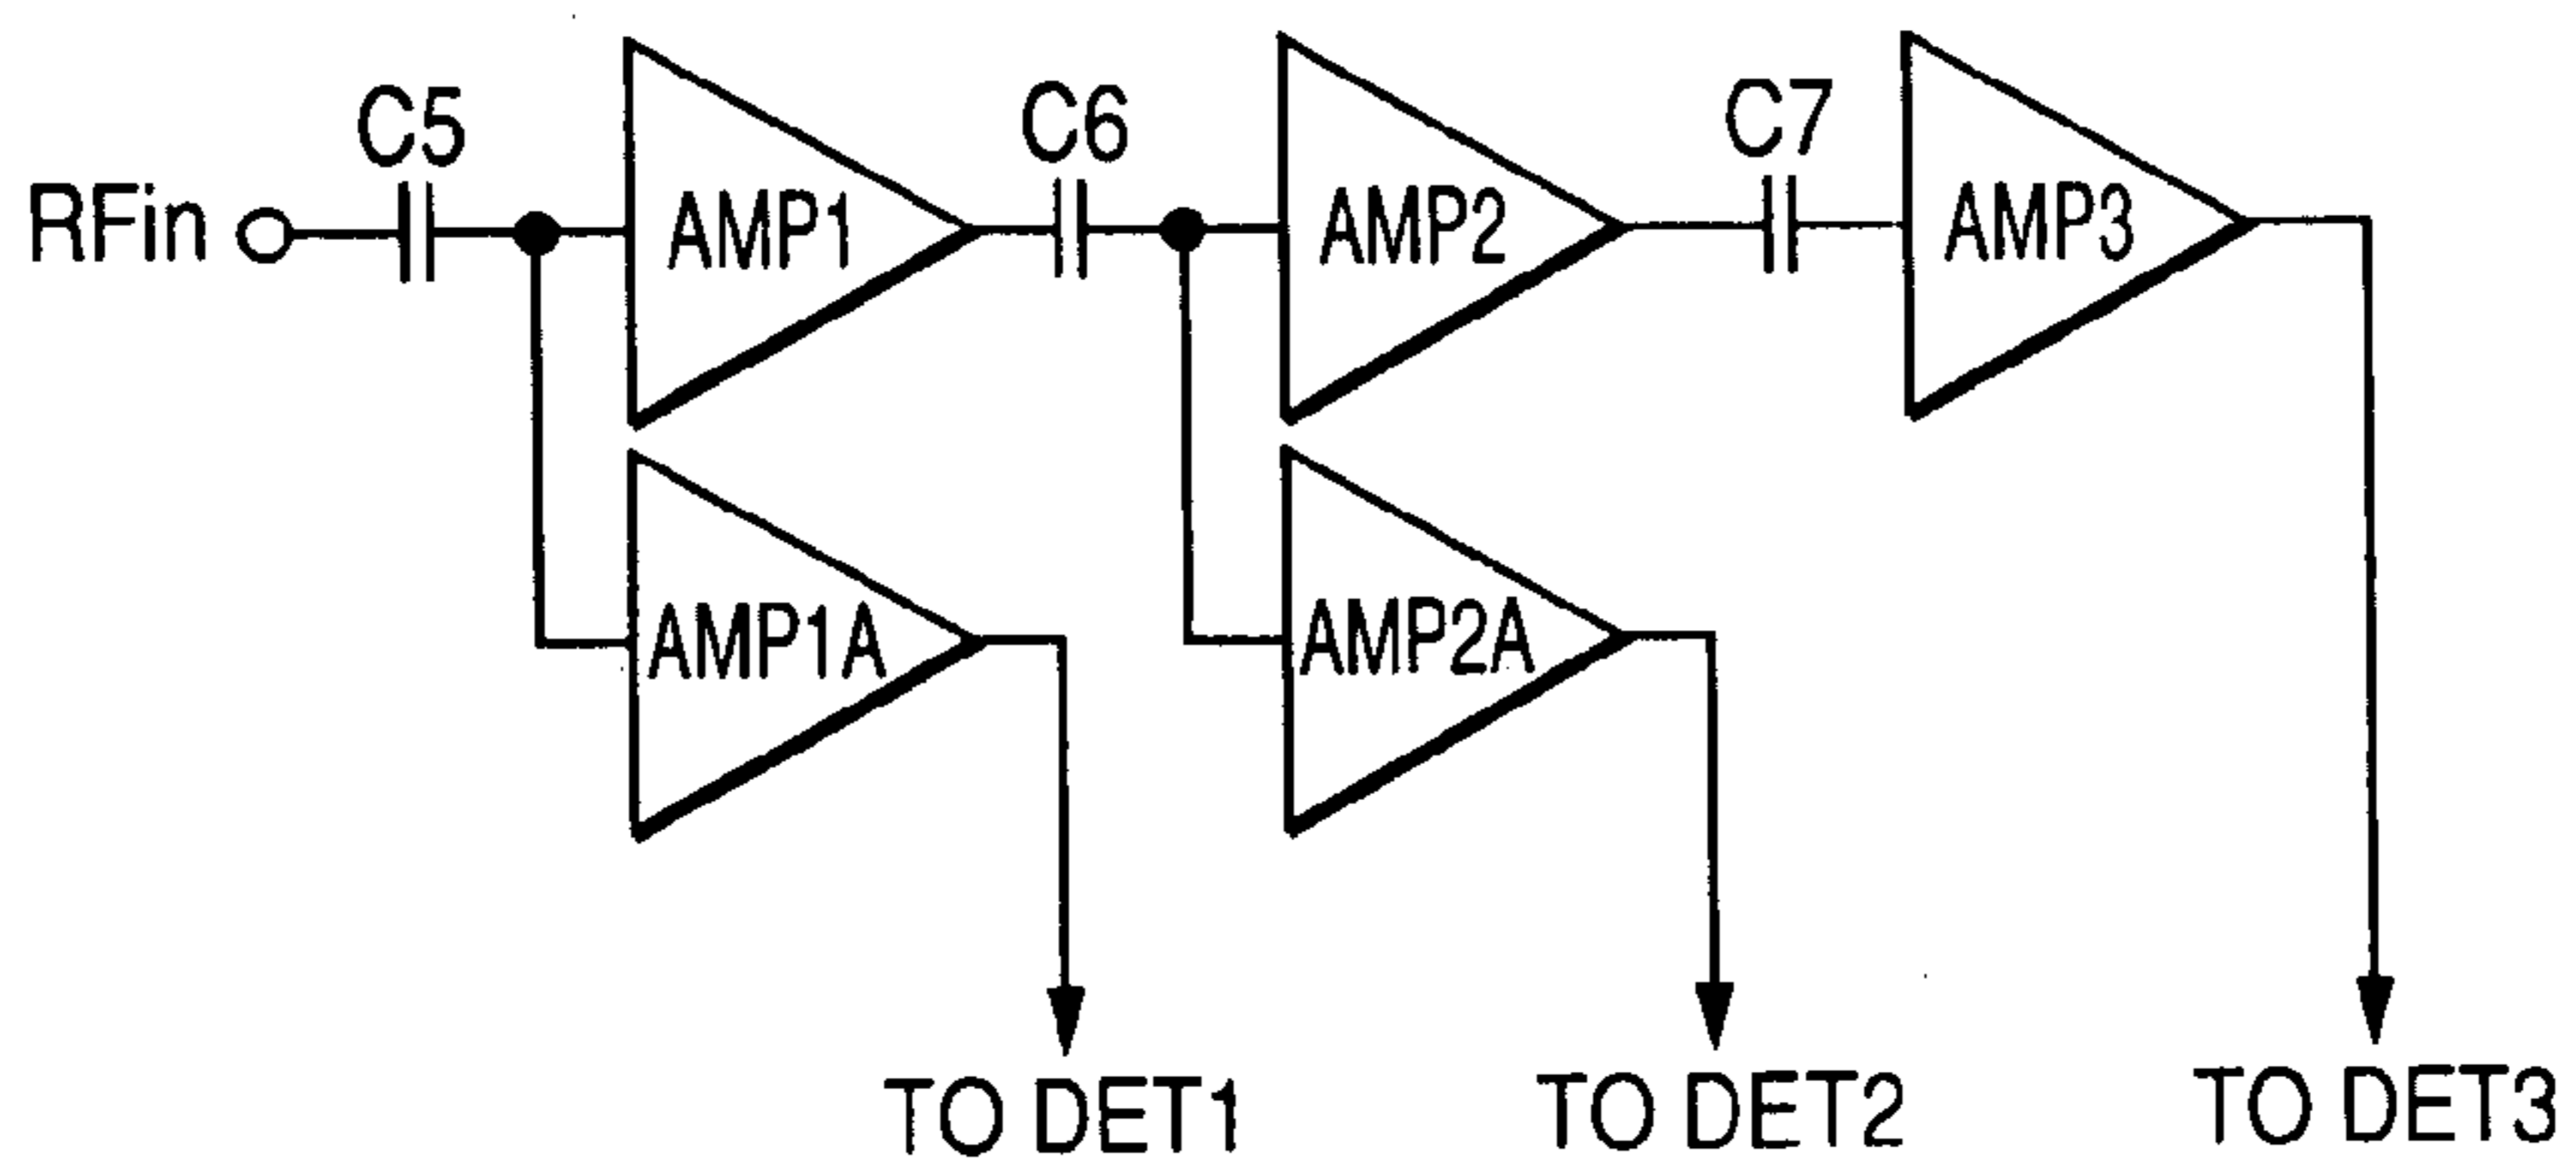 C5
C6
C7
RFin
AMP1
AMP2
AMP3
AMP1A
AMP2A
TO DET1
TO DET2
TO DET3